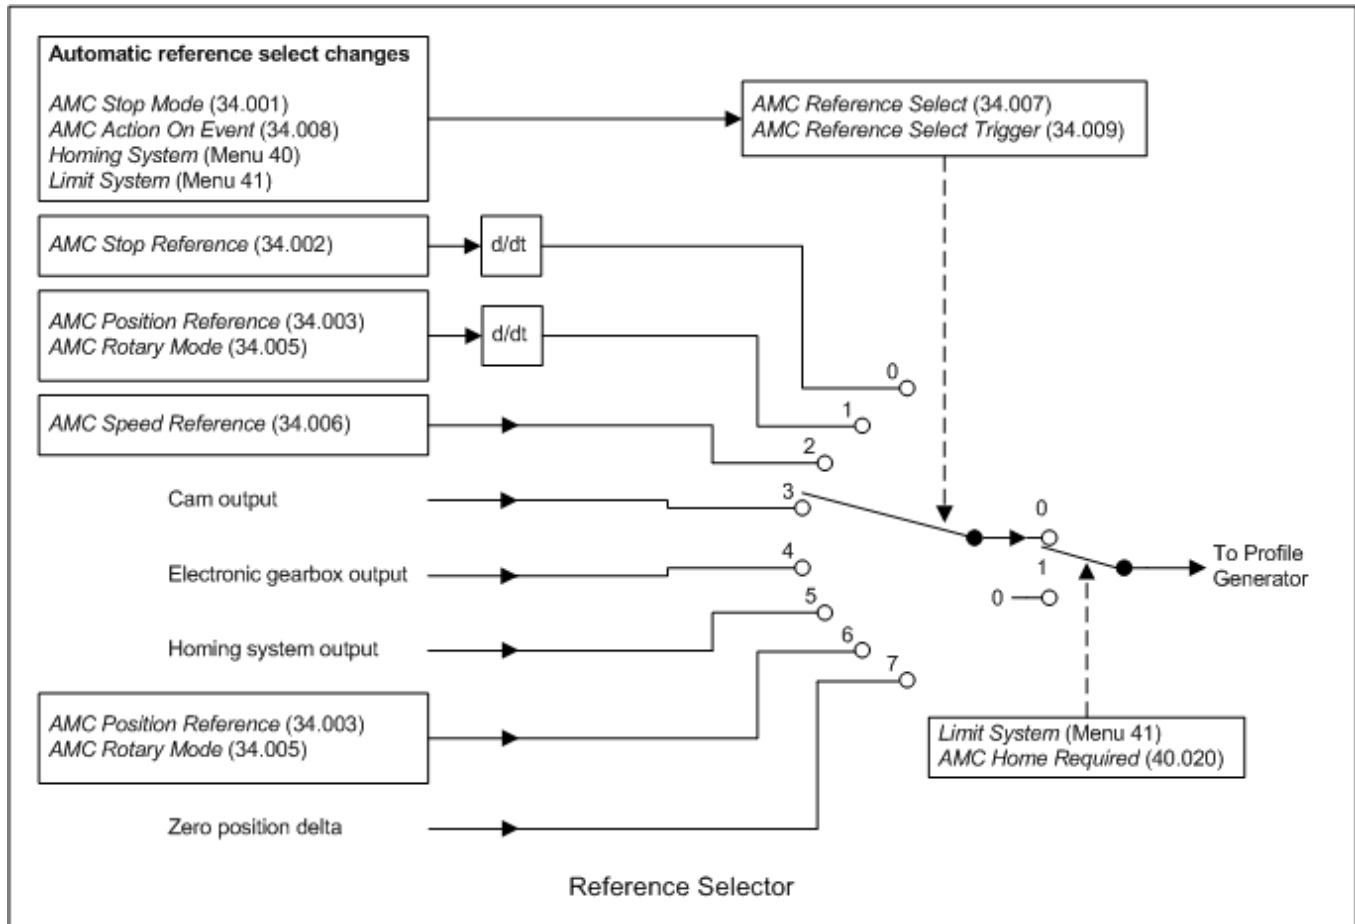 Automatic reference select changes
AMC Stop Mode (34.001)
AMC Action On Event (34.008)
Homing System (Menu 40)
Limit System (Menu 41)
AMC Reference Select (34.007)
AMC Reference Select Trigger (34.009)
AMC Stop Reference (34.002)
d/dt
AMC Position Reference (34.003)
AMC Rotary Mode (34.005)
d/dt
0
1
AMC Speed Reference (34.006)
2
Cam output
3
0
Electronic gearbox output
4
1
0
To Profile
Generator
5
Homing system output
6
7
AMC Position Reference (34.003)
AMC Rotary Mode (34.005)
Limit System (Menu 41)
AMC Home Required (40.020)
Zero position delta
Reference Selector